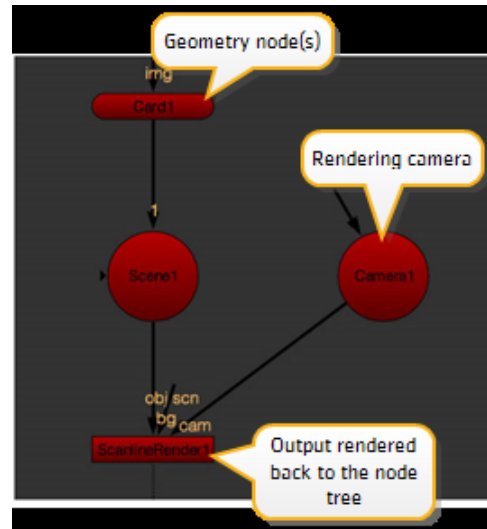 Geometry node(s)
img
Card1
Rendering camera
1
Scene1
Camera1
obj/scn
bg
cam
ScanlineRender1
Output rendered
back to the node
tree